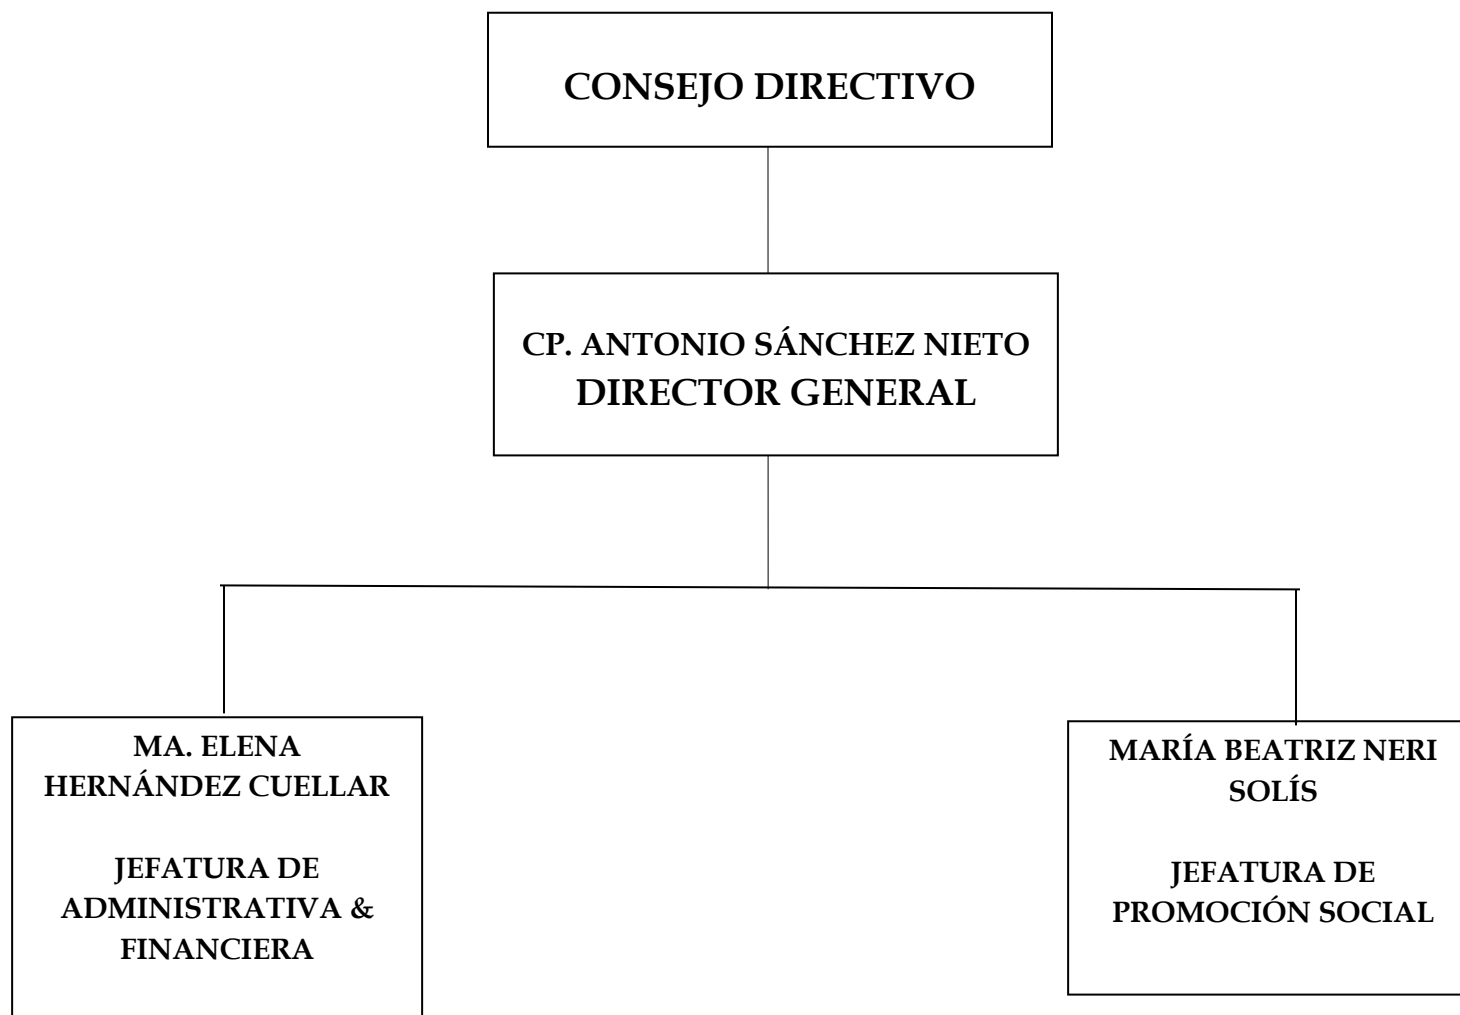 CONSEJO DIRECTIVO
CP. ANTONIO SÁNCHEZ NIETO
DIRECTOR GENERAL
MA. ELENA
HERNÁNDEZ CUELLAR
JEFATURA DE
ADMINISTRATIVA &
FINANCIERA
MARÍA BEATRIZ NERI
SOLÍS
JEFATURA DE
PROMOCIÓN SOCIAL